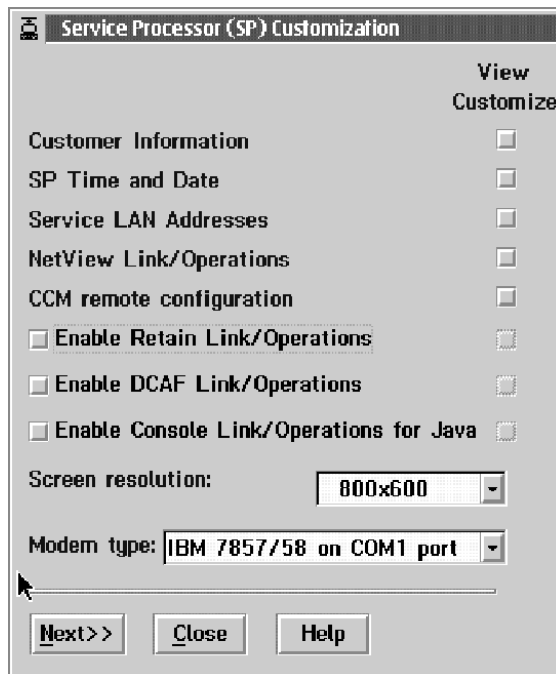 Service Processor (SP) Customization
View
Customize
Customer Information
SP Time and Date
Service LAN Addresses
NetView Link/Operations
CCM remote configuration
Enable Retain Link/Operations
Enable DCAF Link/Operations
Enable Console Link/Operations for Java
Screen resolution: 800x600
Modem type: IBM 7857/58 on COM1 port
Next>> Close Help